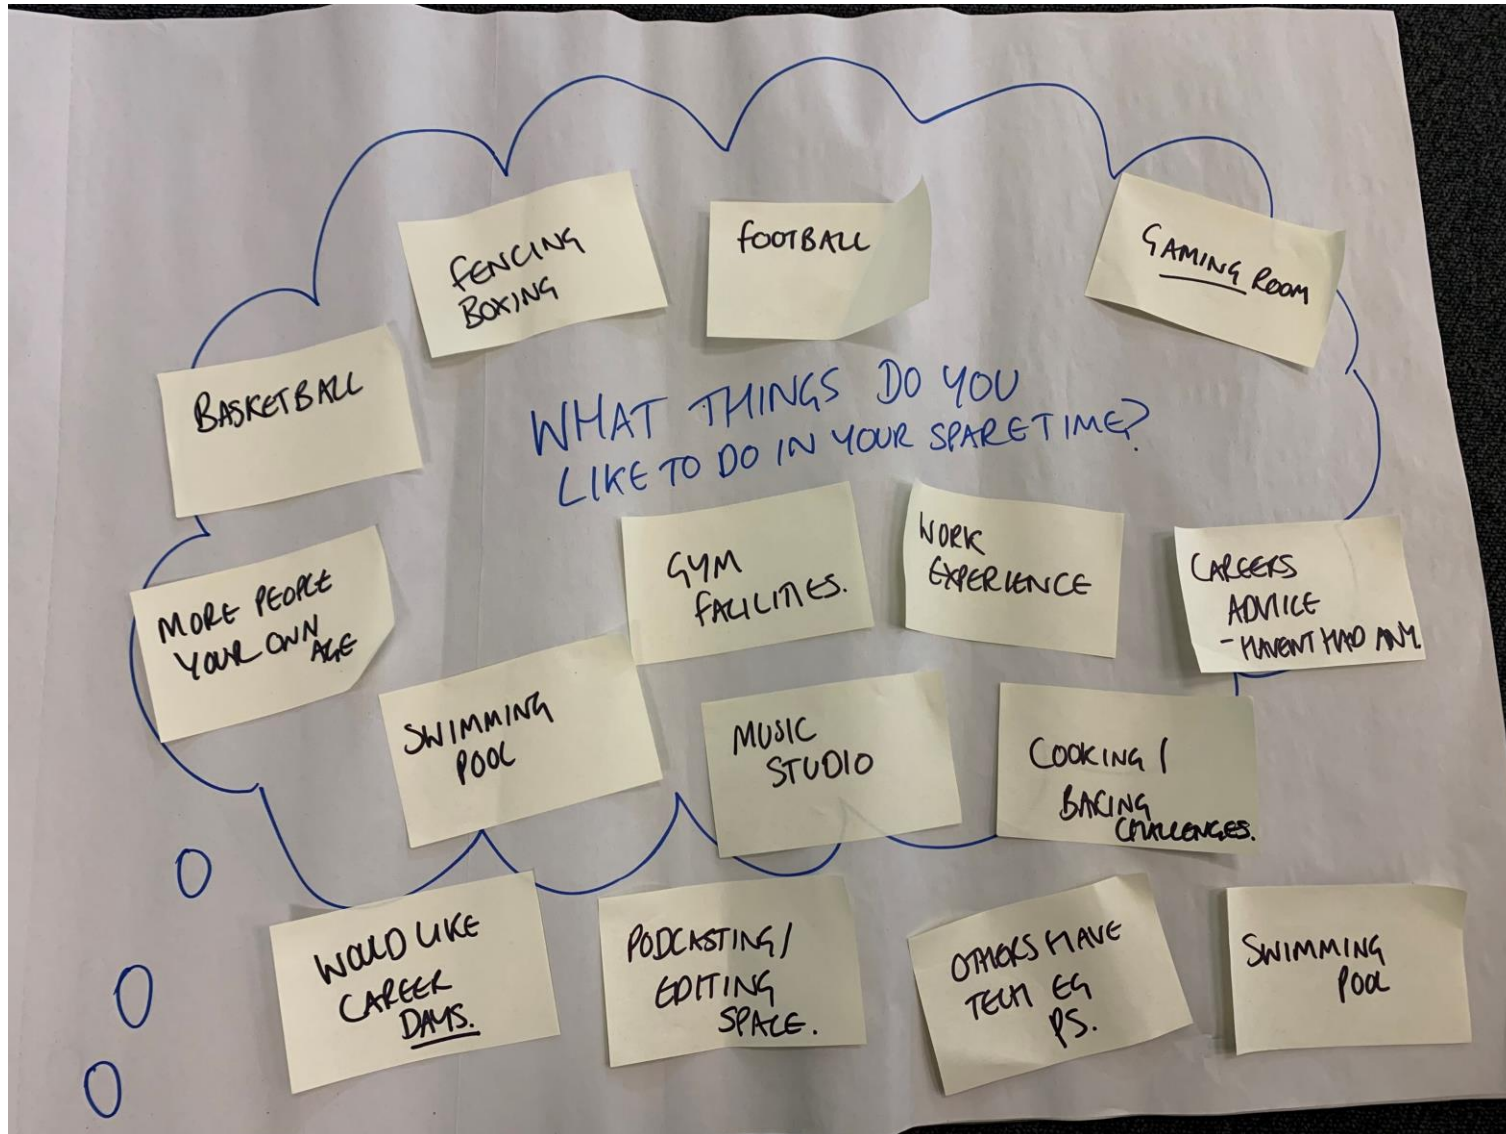 FENCING
BOXING
FOOTBALL
GAMING ROOM
BASKETBALL
WHAT THINGS DO YOU
LIKE TO DO IN YOUR SPARETIME?
MORE PEOPLE
YOUR OWN
AGE
GYM
FACILITIES.
WORK
EXPERIENCE
CAREERS
ADVICE
- HAVENT HAD ANY.
SWIMMING
POOL
MUSIC
STUDIO
COOKING /
BAKING
CHALLENGES.
WOULD LIKE
CAREER
DAYS.
PODCASTING /
EDITING
SPACE.
OTHERS HAVE
TECH EG
PS.
SWIMMING
POOL